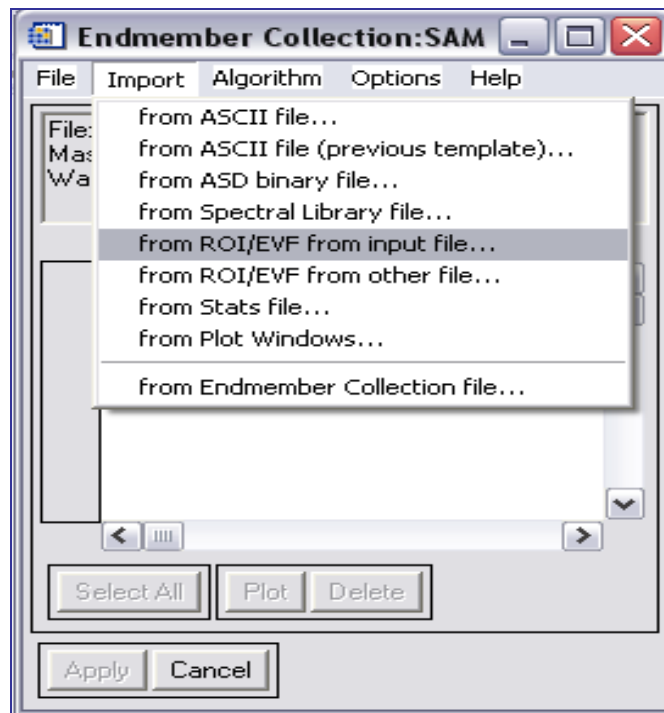 Endmember Collection:SAM
File Import Algorithm Options Help
File:
from ASCII file...
from ASCII file (previous template)...
from ASD binary file...
from Spectral Library file...
from ROI/EVF from input file...
from ROI/EVF from other file...
from Stats file...
from Plot Windows...
from Endmember Collection file...
Select All Plot Delete
Apply Cancel